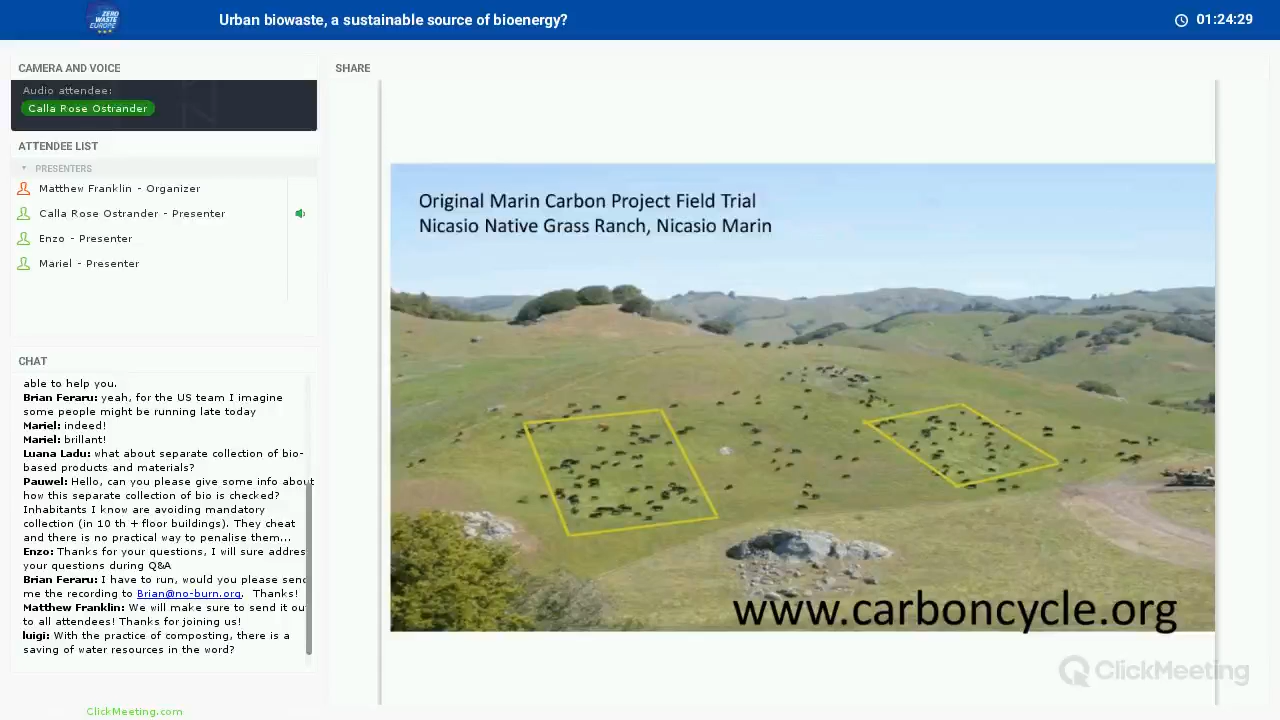 ZERO WASTE EUROPE
Urban biowaste, a sustainable source of bioenergy?
01:24:29
CAMERA AND VOICE
Audio attendee:
Calla Rose Ostrander
ATTENDEE LIST
PRESENTERS
Matthew Franklin - Organizer
Calla Rose Ostrander - Presenter
Enzo - Presenter
Mariel - Presenter
CHAT
able to help you.
Brian Feraru: yeah, for the US team I imagine
some people might be running late today
Mariel: indeed!
Mariel: brillant!
Luana Ladu: what about separate collection of bio-
based products and materials?
Pauwel: Hello, can you please give some info about
how this separate collection of bio is checked?
Inhabitants I know are avoiding mandatory
collection (in 10 th + floor buildings). They cheat
and there is no practical way to penalise them...
Enzo: Thanks for your questions, I will sure addres
your questions during Q&A
Brian Feraru: I have to run, would you please send
me the recording to Brian@no-burn.org. Thanks!
Matthew Franklin: We will make sure to send it ou
to all attendees! Thanks for joining us!
luigi: With the practice of composting, there is a
saving of water resources in the word?
ClickMeeting.com
SHARE
Original Marin Carbon Project Field Trial
Nicasio Native Grass Ranch, Nicasio Marin
www.carboncycle.org
ClickMeeting